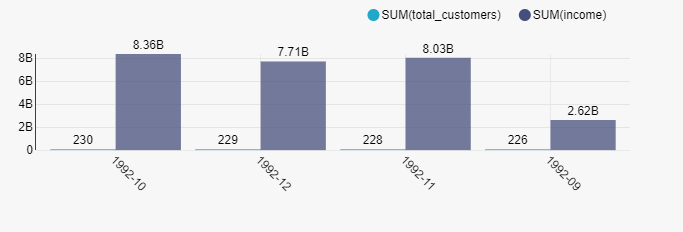 SUM(total_customers) SUM(income)
8.36B 7.71B 8.03B 2.62B
8B
6B
4B
2B
0
230 229 228 226
1992-10 1992-12 1992-11 1992-09